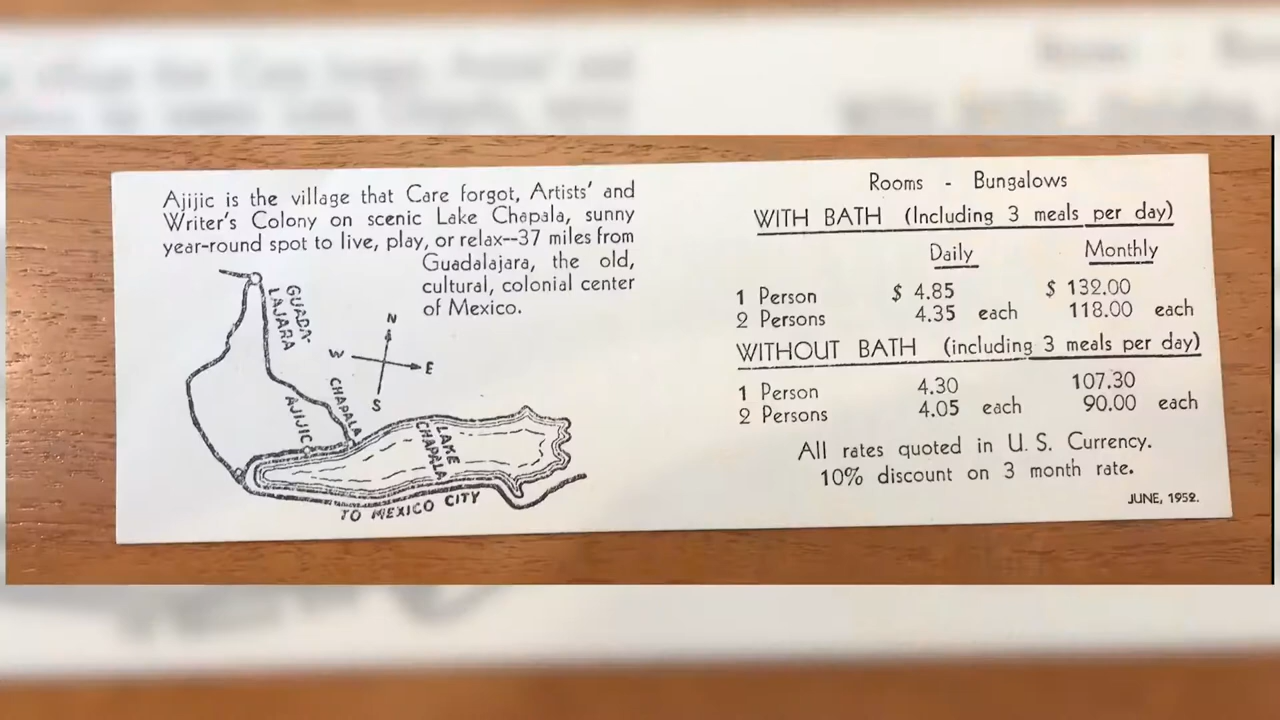 Ajijic is the village that Care forgot, Artists' and
Writer's Colony on scenic Lake Chapala, sunny
year-round spot to live, play, or relax--37 miles from
Guadalajara, the old,
cultural, colonial center
of Mexico.
GUADA-
LAJARA
N
W
E
S
CHAPALA
AJIJIC
LAKE
CHAPALA
TO MEXICO CITY
Rooms - Bungalows
WITH BATH (Including 3 meals per day)
Daily Monthly
1 Person $ 4.85 $ 132.00
2 Persons 4.35 each 118.00 each
WITHOUT BATH (including 3 meals per day)
1 Person 4.30 107.30
2 Persons 4.05 each 90.00 each
All rates quoted in U. S. Currency.
10% discount on 3 month rate.
JUNE, 1952.